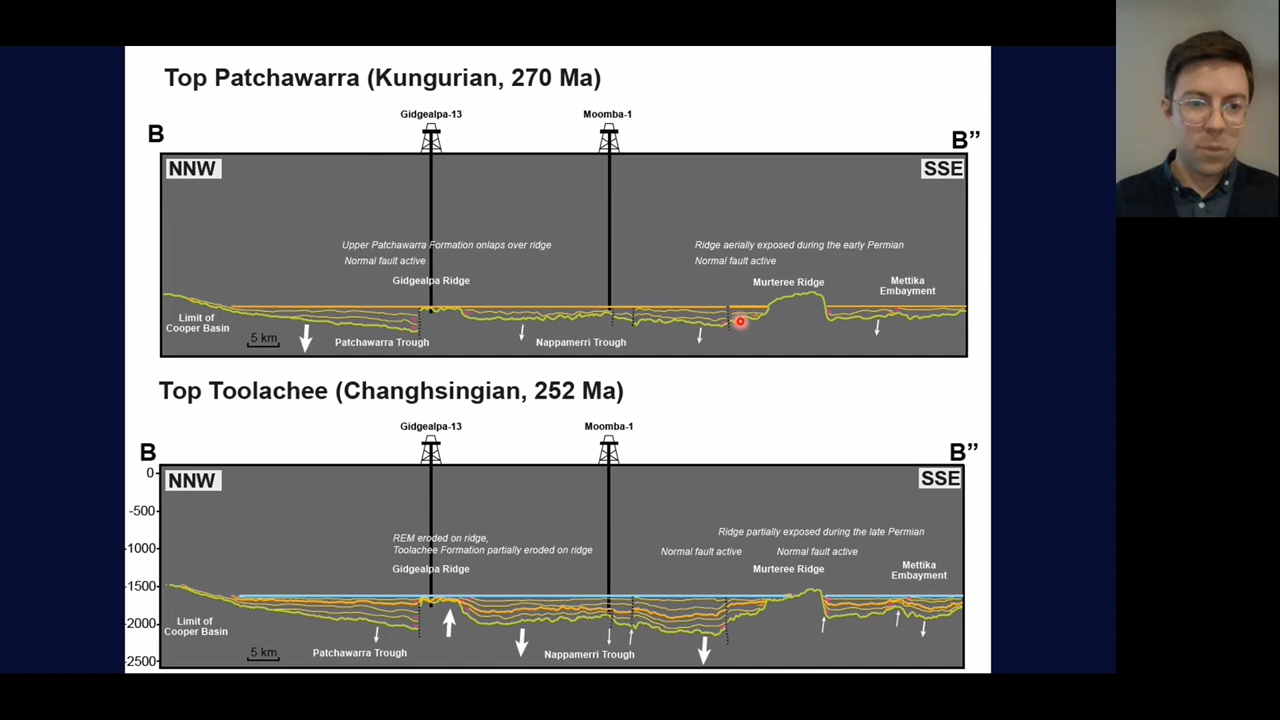 Top Patchawarra (Kungurian, 270 Ma)
Gidgealpa-13
Moomba-1
B
B”
NNW
SSE
Upper Patchawarra Formation onlaps over ridge
Normal fault active
Gidgealpa Ridge
Ridge aerially exposed during the early Permian
Normal fault active
Murteree Ridge
Mettika
Embayment
Limit of
Cooper Basin
5 km
Patchawarra Trough
Nappamerri Trough
Top Toolachee (Changhsingian, 252 Ma)
Gidgealpa-13
Moomba-1
B
B”
0
NNW
SSE
-500
-1000
-1500
-2000
-2500
REM eroded on ridge,
Toolachee Formation partially eroded on ridge
Gidgealpa Ridge
Ridge partially exposed during the late Permian
Normal fault active
Normal fault active
Murteree Ridge
Mettika
Embayment
Limit of
Cooper Basin
5 km
Patchawarra Trough
Nappamerri Trough